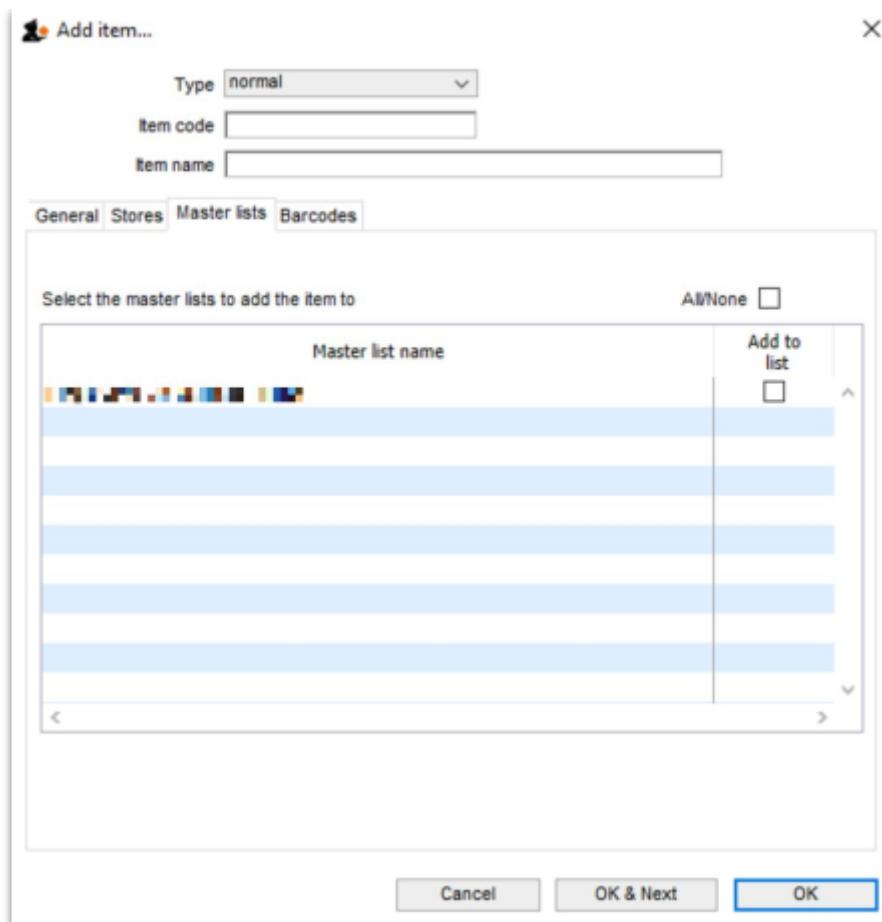 Add item...
Type normal
Item code
Item name
General Stores Master lists Barcodes
Select the master lists to add the item to All/None
Master list name Add to list
Cancel OK & Next OK